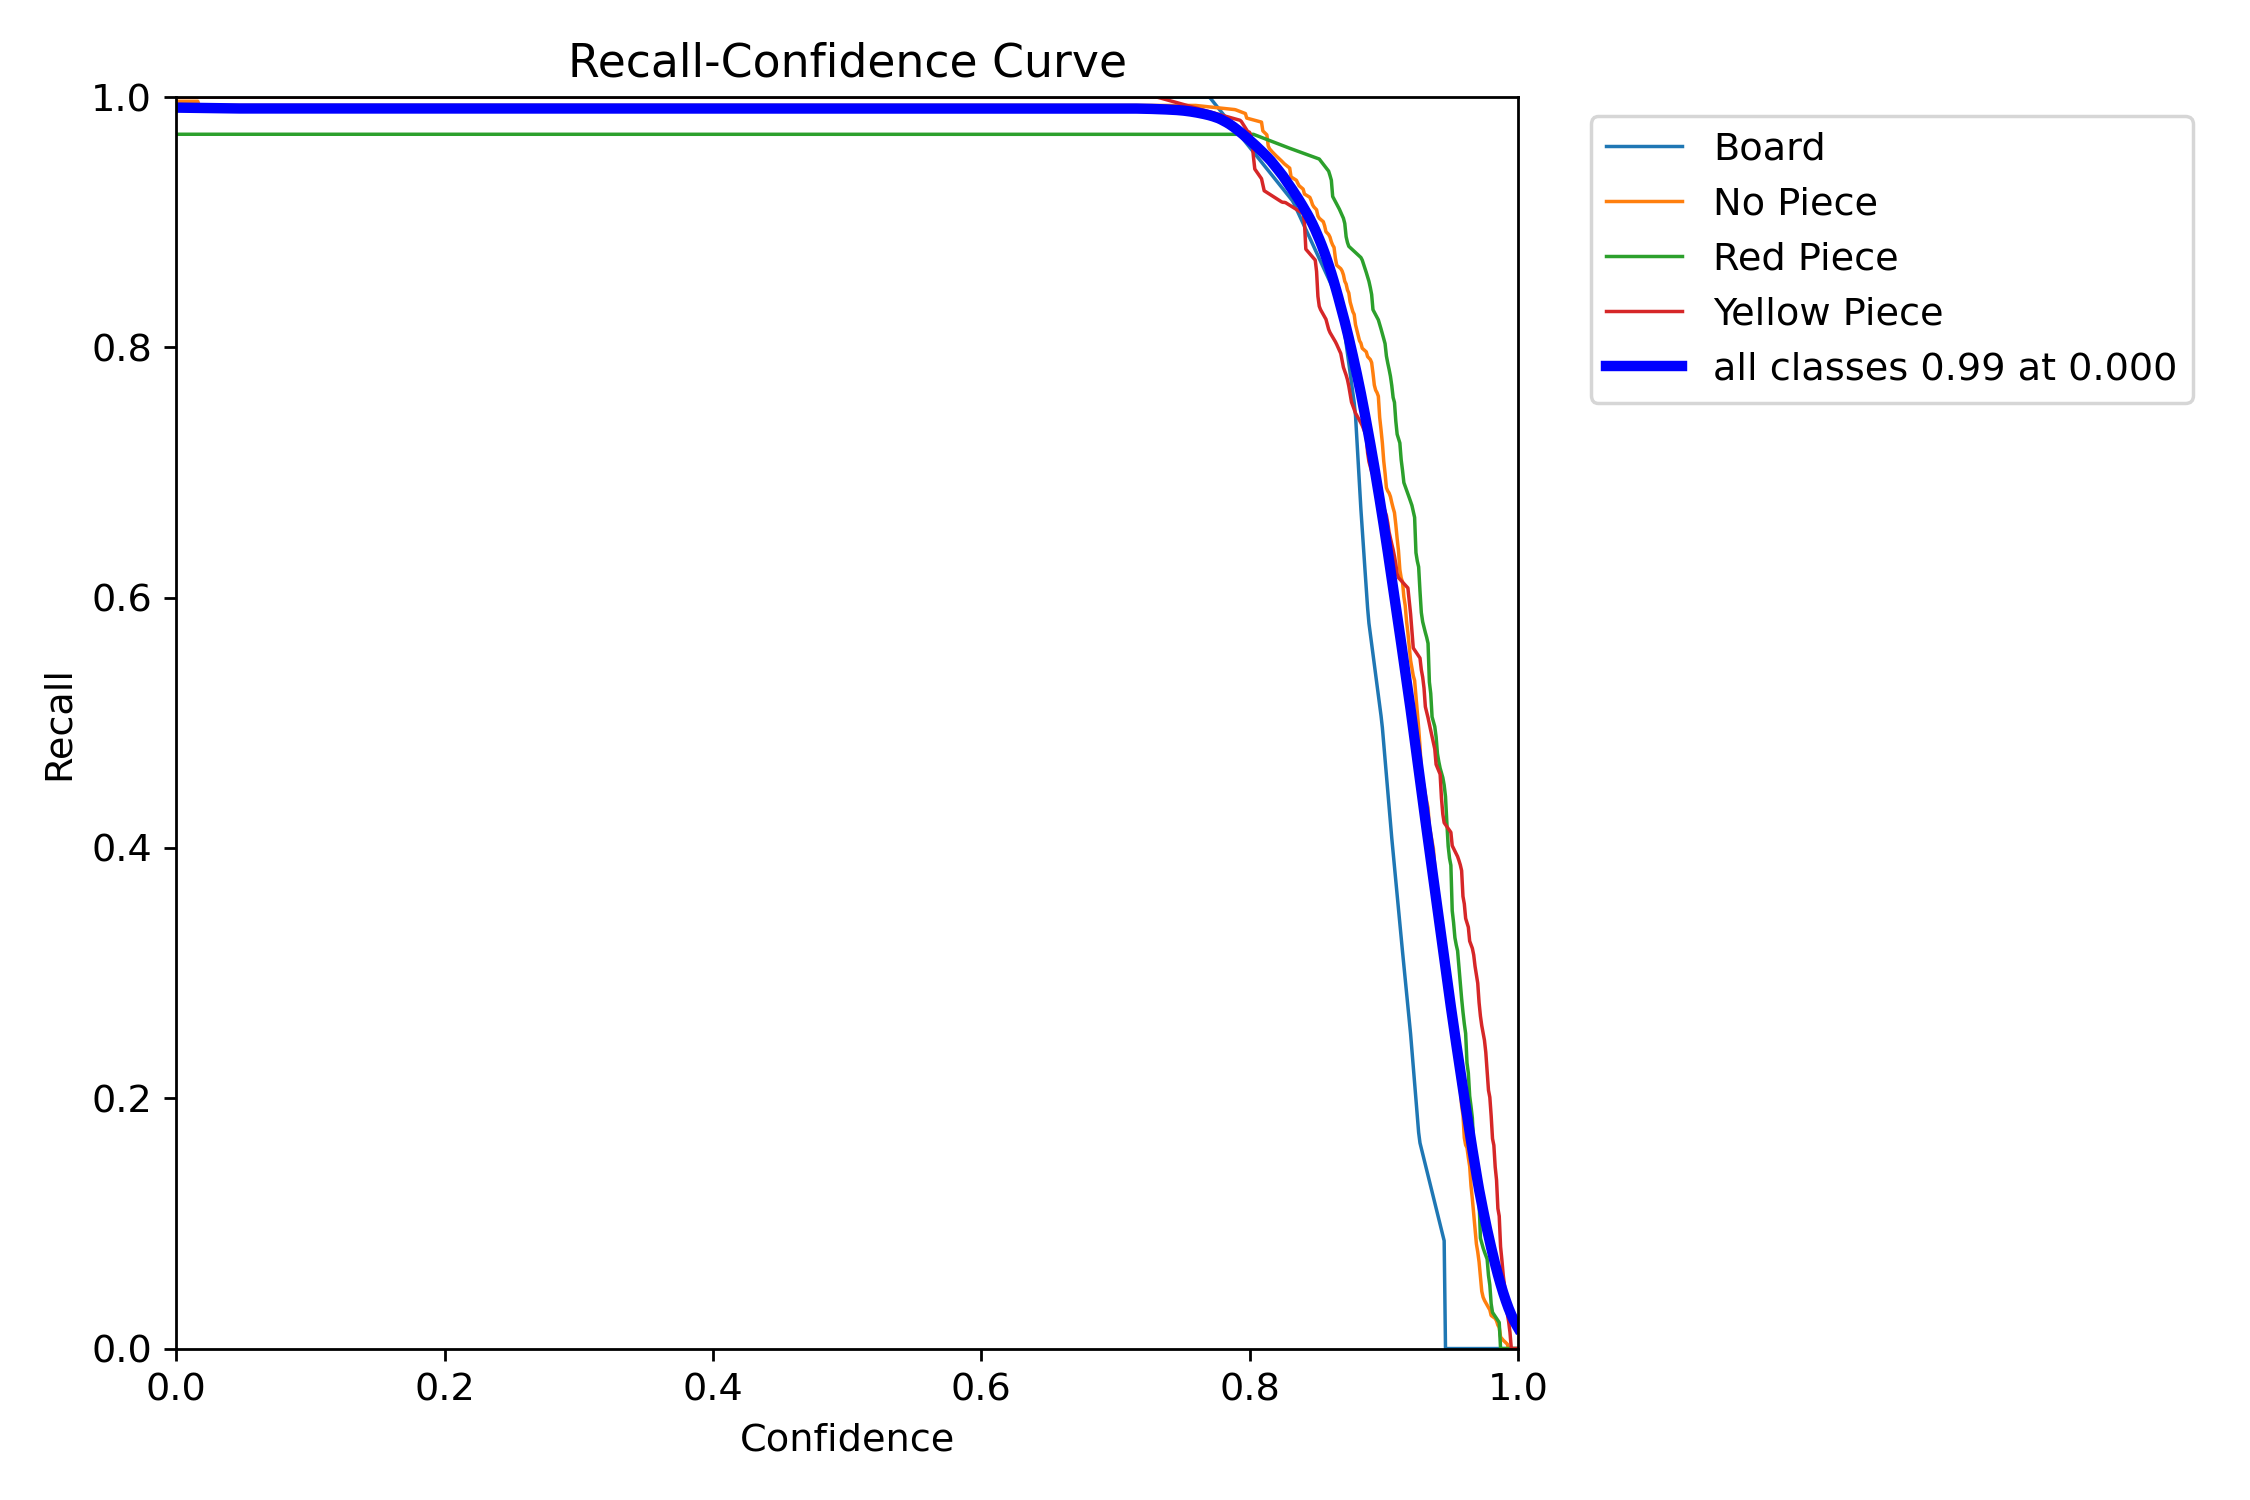 Recall-Confidence Curve
1.0
0.8
0.6
0.4
0.2
0.0
Recall
0.0 0.2 0.4 0.6 0.8 1.0
Confidence
Board
No Piece
Red Piece
Yellow Piece
all classes 0.99 at 0.000